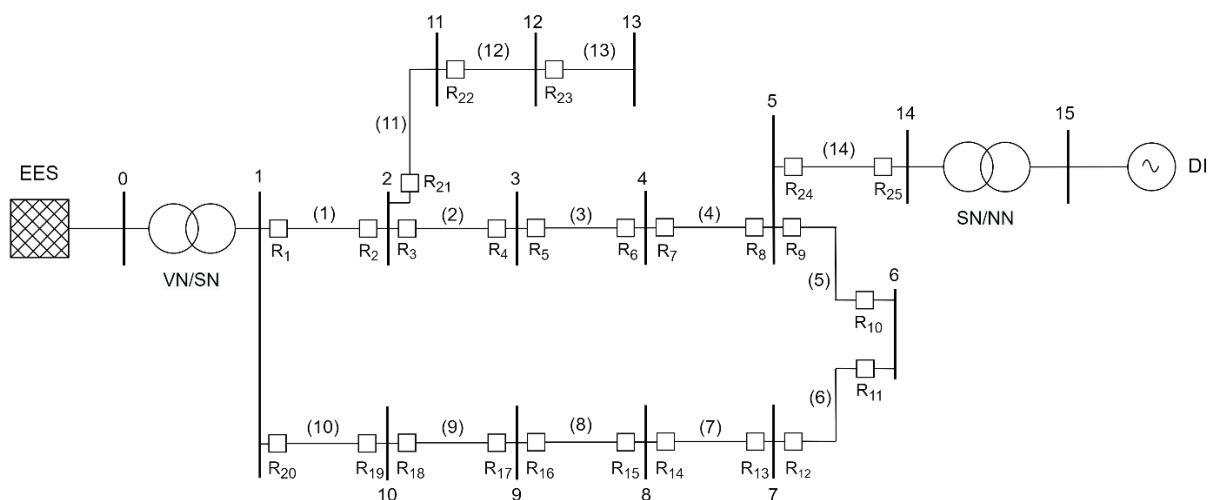 11 12 13
(12) (13)
R22 R23
5 14 15
(11) (14)
EES 0 1 2 3 4 DI
R21 R24 R25
(1) (2) (3) (4) SN/NN
R1 R2 R3 R4 R5 R6 R7 R8 R9
VN/SN (5) 6
R10
R11
(10) (9) (8) (7) (6)
R20 R19 R18 R17 R16 R15 R14 R13 R12
10 9 8 7